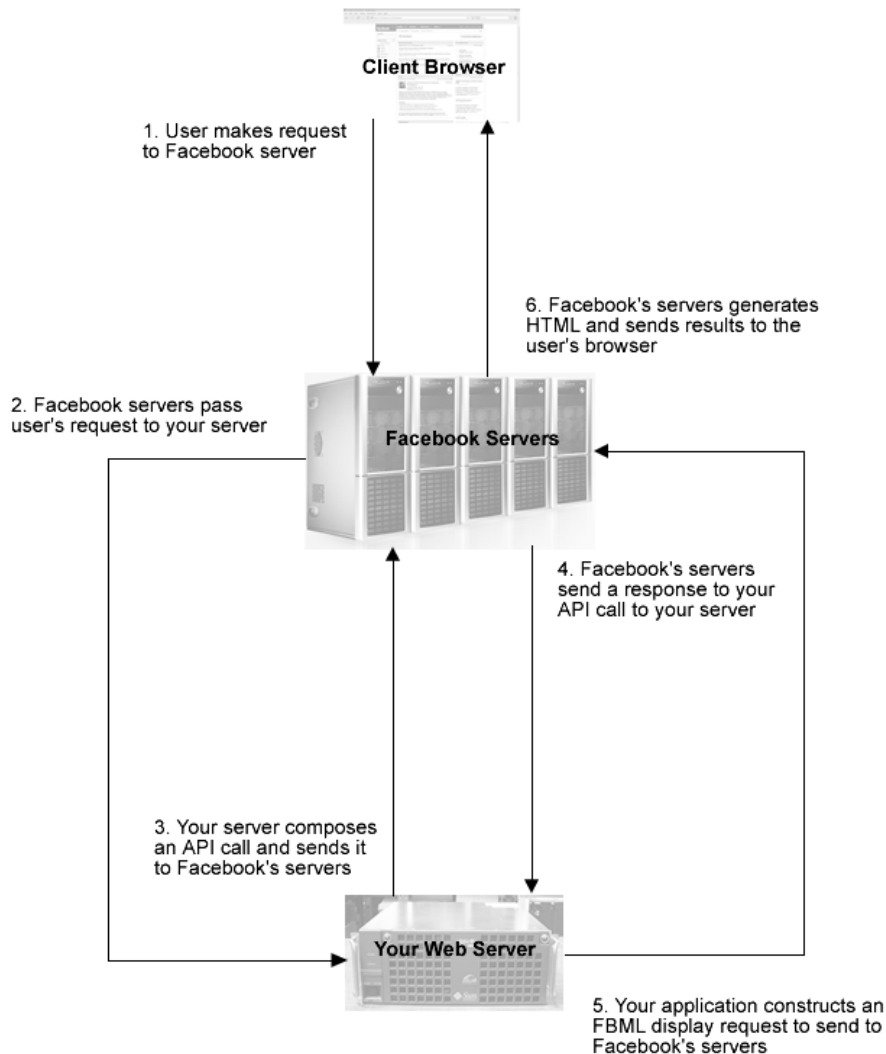 Client Browser
1. User makes request
to Facebook server
6. Facebook's servers generates
HTML and sends results to the
user's browser
2. Facebook servers pass
user's request to your server
Facebook Servers
4. Facebook's servers
send a response to your
API call to your server
3. Your server composes
an API call and sends it
to Facebook's servers
Your Web Server
5. Your application constructs an
FBML display request to send to
Facebook's servers